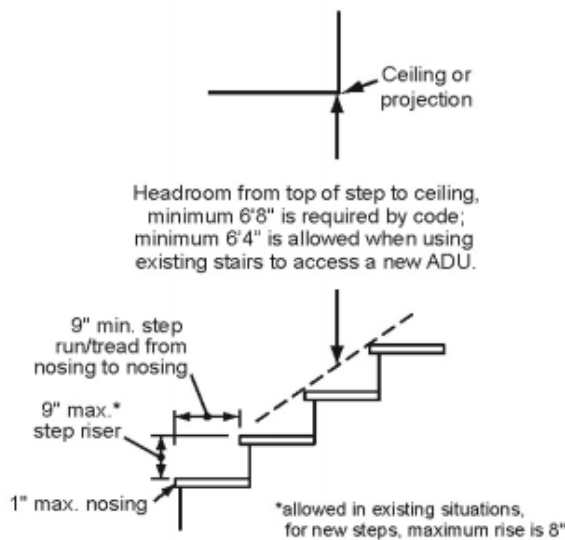 Ceiling or
projection
Headroom from top of step to ceiling,
minimum 6'8" is required by code;
minimum 6'4" is allowed when using
existing stairs to access a new ADU.
9" min. step
run/tread from
nosing to nosing
9" max.*
step riser
1" max. nosing
*allowed in existing situations,
for new steps, maximum rise is 8"